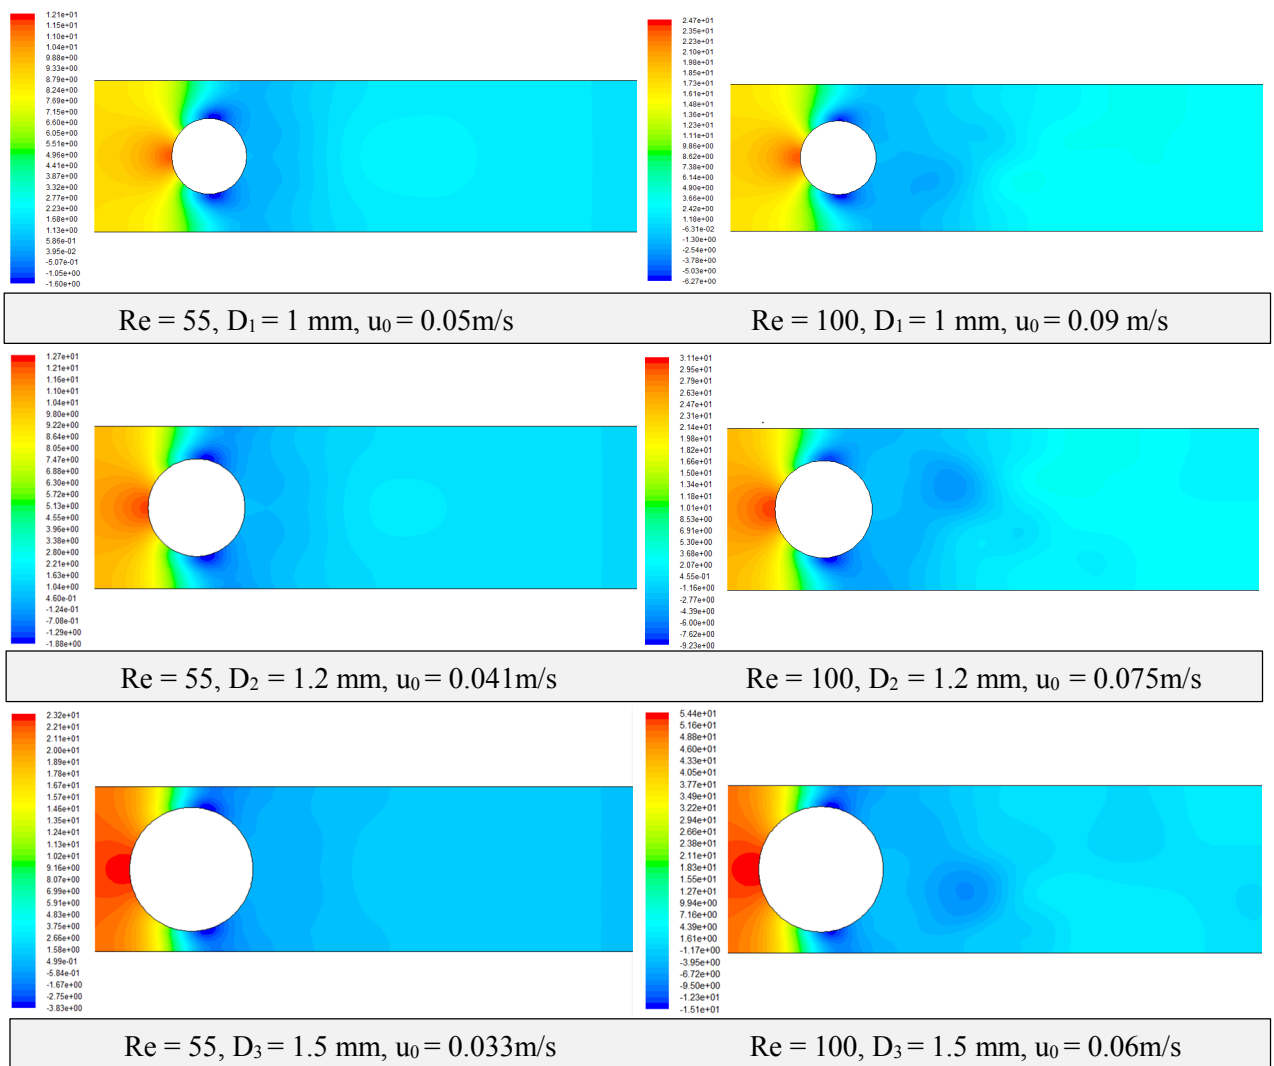 1.21e+01
1.15e+01
1.10e+01
1.04e+01
9.88e+00
9.33e+00
8.79e+00
8.24e+00
7.69e+00
7.15e+00
6.60e+00
6.05e+00
5.51e+00
4.96e+00
4.41e+00
3.87e+00
3.32e+00
2.77e+00
2.23e+00
1.68e+00
1.13e+00
5.86e-01
3.95e-02
-5.07e-01
-1.05e+00
-1.60e+00
2.47e+01
2.35e+01
2.23e+01
2.10e+01
1.98e+01
1.85e+01
1.73e+01
1.61e+01
1.48e+01
1.36e+01
1.23e+01
1.11e+01
9.86e+00
8.62e+00
7.38e+00
6.14e+00
4.90e+00
3.66e+00
2.42e+00
1.18e+00
-6.31e-02
-1.30e+00
-2.54e+00
-3.78e+00
-5.03e+00
-6.27e+00
Re = 55, D₁ = 1 mm, u₀ = 0.05m/s
Re = 100, D₁ = 1 mm, u₀ = 0.09 m/s
1.27e+01
1.21e+01
1.16e+01
1.10e+01
1.04e+01
9.80e+00
9.22e+00
8.64e+00
8.05e+00
7.47e+00
6.88e+00
6.30e+00
5.72e+00
5.13e+00
4.55e+00
3.96e+00
3.38e+00
2.80e+00
2.21e+00
1.63e+00
1.04e+00
4.60e-01
-1.24e-01
-7.08e-01
-1.29e+00
-1.88e+00
3.11e+01
2.95e+01
2.79e+01
2.63e+01
2.47e+01
2.31e+01
2.14e+01
1.98e+01
1.82e+01
1.66e+01
1.50e+01
1.34e+01
1.18e+01
1.01e+01
8.53e+00
6.91e+00
5.30e+00
3.68e+00
2.07e+00
4.55e-01
-1.16e+00
-2.77e+00
-4.39e+00
-6.00e+00
-7.62e+00
-9.23e+00
Re = 55, D₂ = 1.2 mm, u₀ = 0.041m/s
Re = 100, D₂ = 1.2 mm, u₀ = 0.075m/s
2.32e+01
2.21e+01
2.11e+01
2.00e+01
1.89e+01
1.78e+01
1.67e+01
1.56e+01
1.46e+01
1.35e+01
1.24e+01
1.13e+01
1.02e+01
9.16e+00
8.07e+00
6.99e+00
5.91e+00
4.83e+00
3.75e+00
2.66e+00
1.58e+00
4.99e-01
-5.84e-01
-1.67e+00
-2.75e+00
-3.83e+00
5.44e+01
5.16e+01
4.88e+01
4.60e+01
4.33e+01
4.05e+01
3.77e+01
3.49e+01
3.22e+01
2.94e+01
2.66e+01
2.38e+01
2.11e+01
1.83e+01
1.55e+01
1.27e+01
9.94e+00
7.16e+00
4.39e+00
1.61e+00
-1.17e+00
-3.95e+00
-6.72e+00
-9.50e+00
-1.23e+01
-1.51e+01
Re = 55, D₃ = 1.5 mm, u₀ = 0.033m/s
Re = 100, D₃ = 1.5 mm, u₀ = 0.06m/s